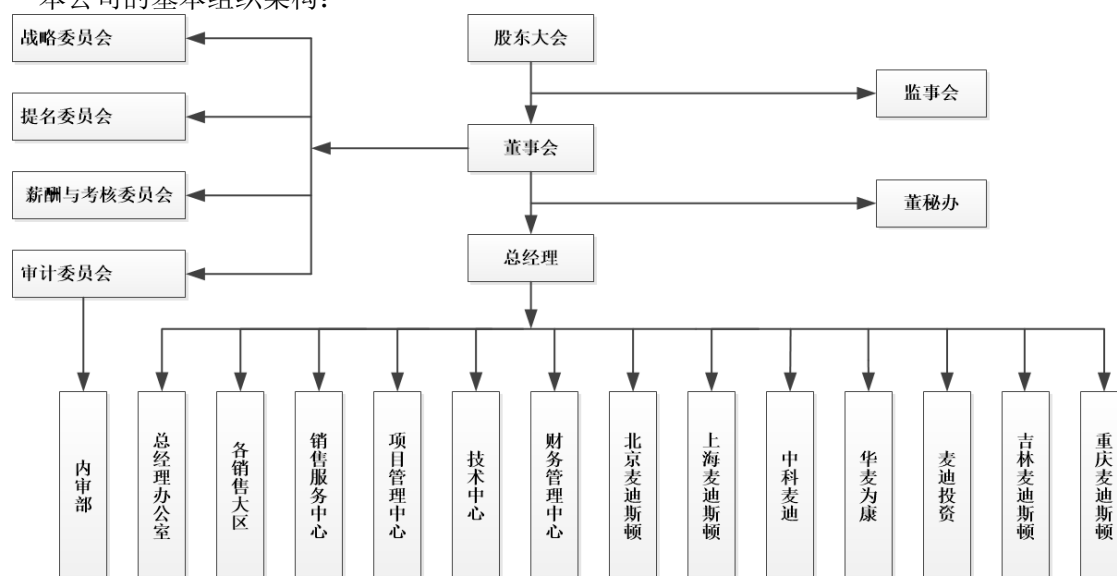 本公司的基本组织架构：
战略委员会
股东大会
监事会
提名委员会
董事会
薪酬与考核委员会
董秘办
总经理
审计委员会
内审部
总经理办公室
各销售大区
销售服务中心
项目管理中心
技术中心
财务管理中心
北京麦迪斯顿
上海麦迪斯顿
中科麦迪
华麦为康
麦迪投资
吉林麦迪斯顿
重庆麦迪斯顿